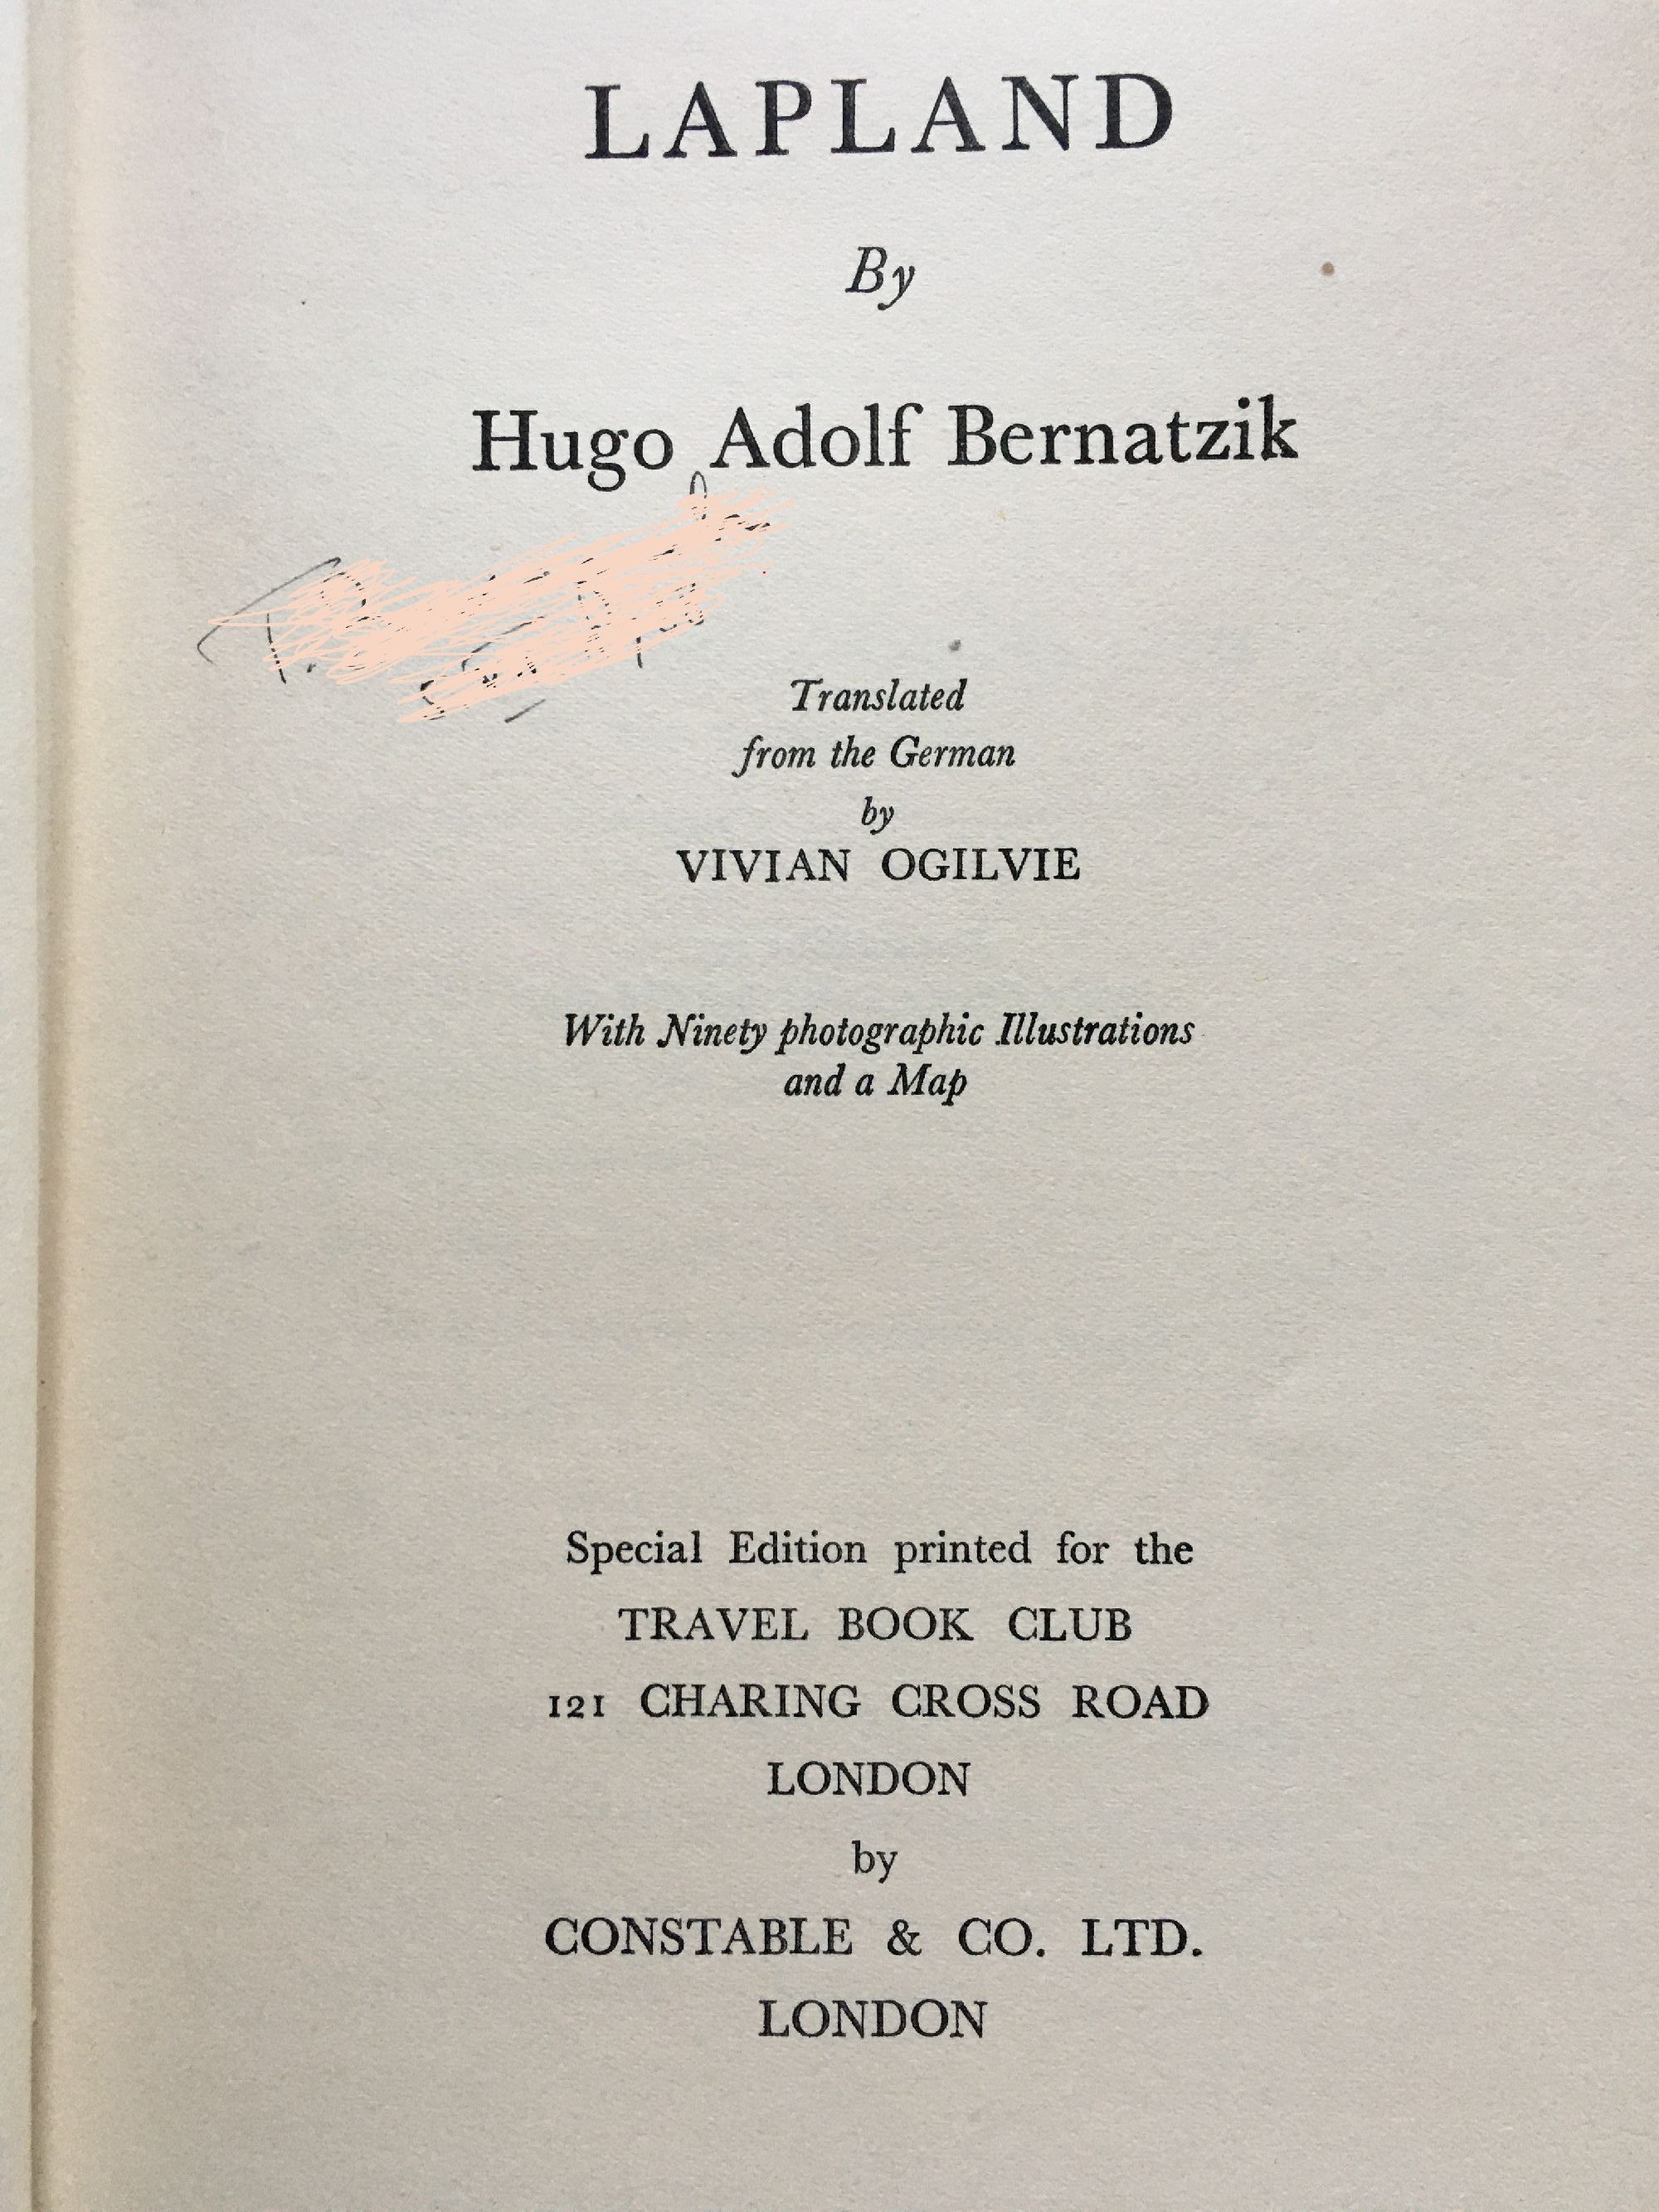 LAPLAND
By
Hugo Adolf Bernatzik
Translated
from the German
by
VIVIAN OGILVIE
With Ninety photographic Illustrations
and a Map
Special Edition printed for the
TRAVEL BOOK CLUB
121 CHARING CROSS ROAD
LONDON
by
CONSTABLE & CO. LTD.
LONDON